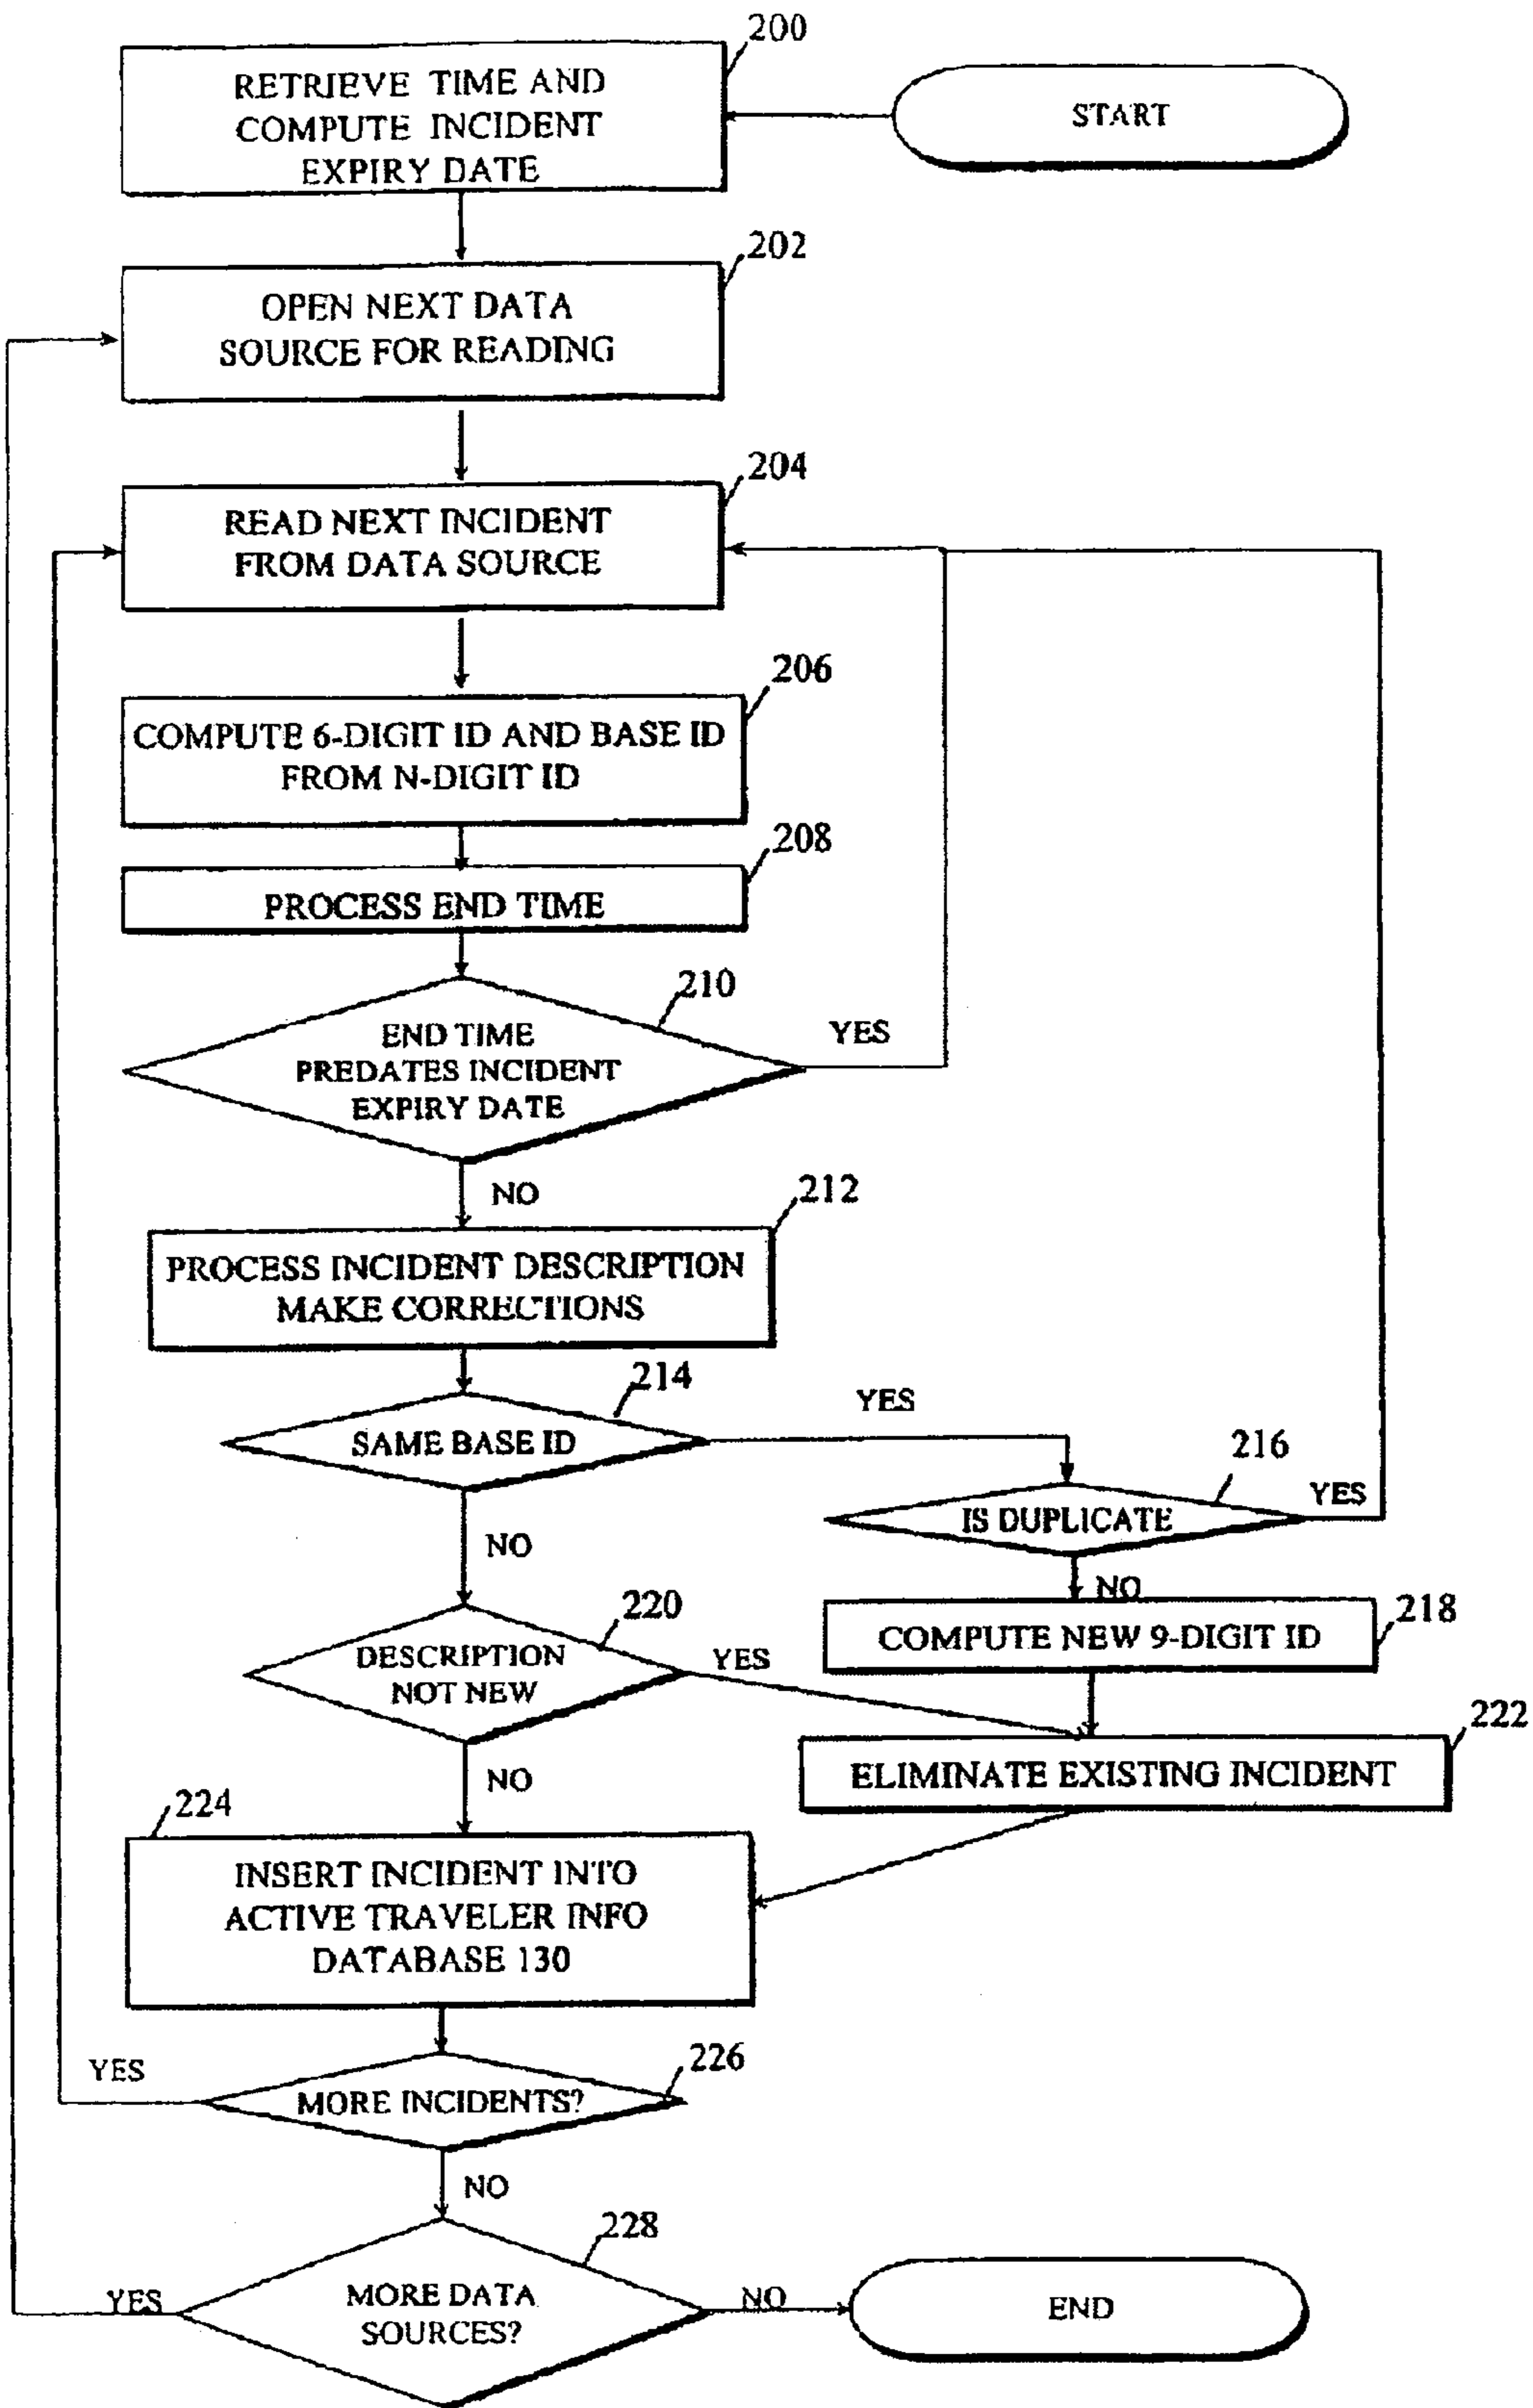 200
RETRIEVE TIME AND
COMPUTE INCIDENT
EXPIRY DATE
START
202
OPEN NEXT DATA
SOURCE FOR READING
204
READ NEXT INCIDENT
FROM DATA SOURCE
206
COMPUTE 6-DIGIT ID AND BASE ID
FROM N-DIGIT ID
208
PROCESS END TIME
210
END TIME
PREDATES INCIDENT
EXPIRY DATE
YES
NO
212
PROCESS INCIDENT DESCRIPTION
MAKE CORRECTIONS
214
SAME BASE ID
YES
216
IS DUPLICATE
YES
NO
NO
218
COMPUTE NEW 9-DIGIT ID
220
DESCRIPTION
NOT NEW
YES
222
ELIMINATE EXISTING INCIDENT
NO
224
INSERT INCIDENT INTO
ACTIVE TRAVELER INFO
DATABASE 130
226
MORE INCIDENTS?
YES
NO
228
MORE DATA
SOURCES?
YES
NO
END